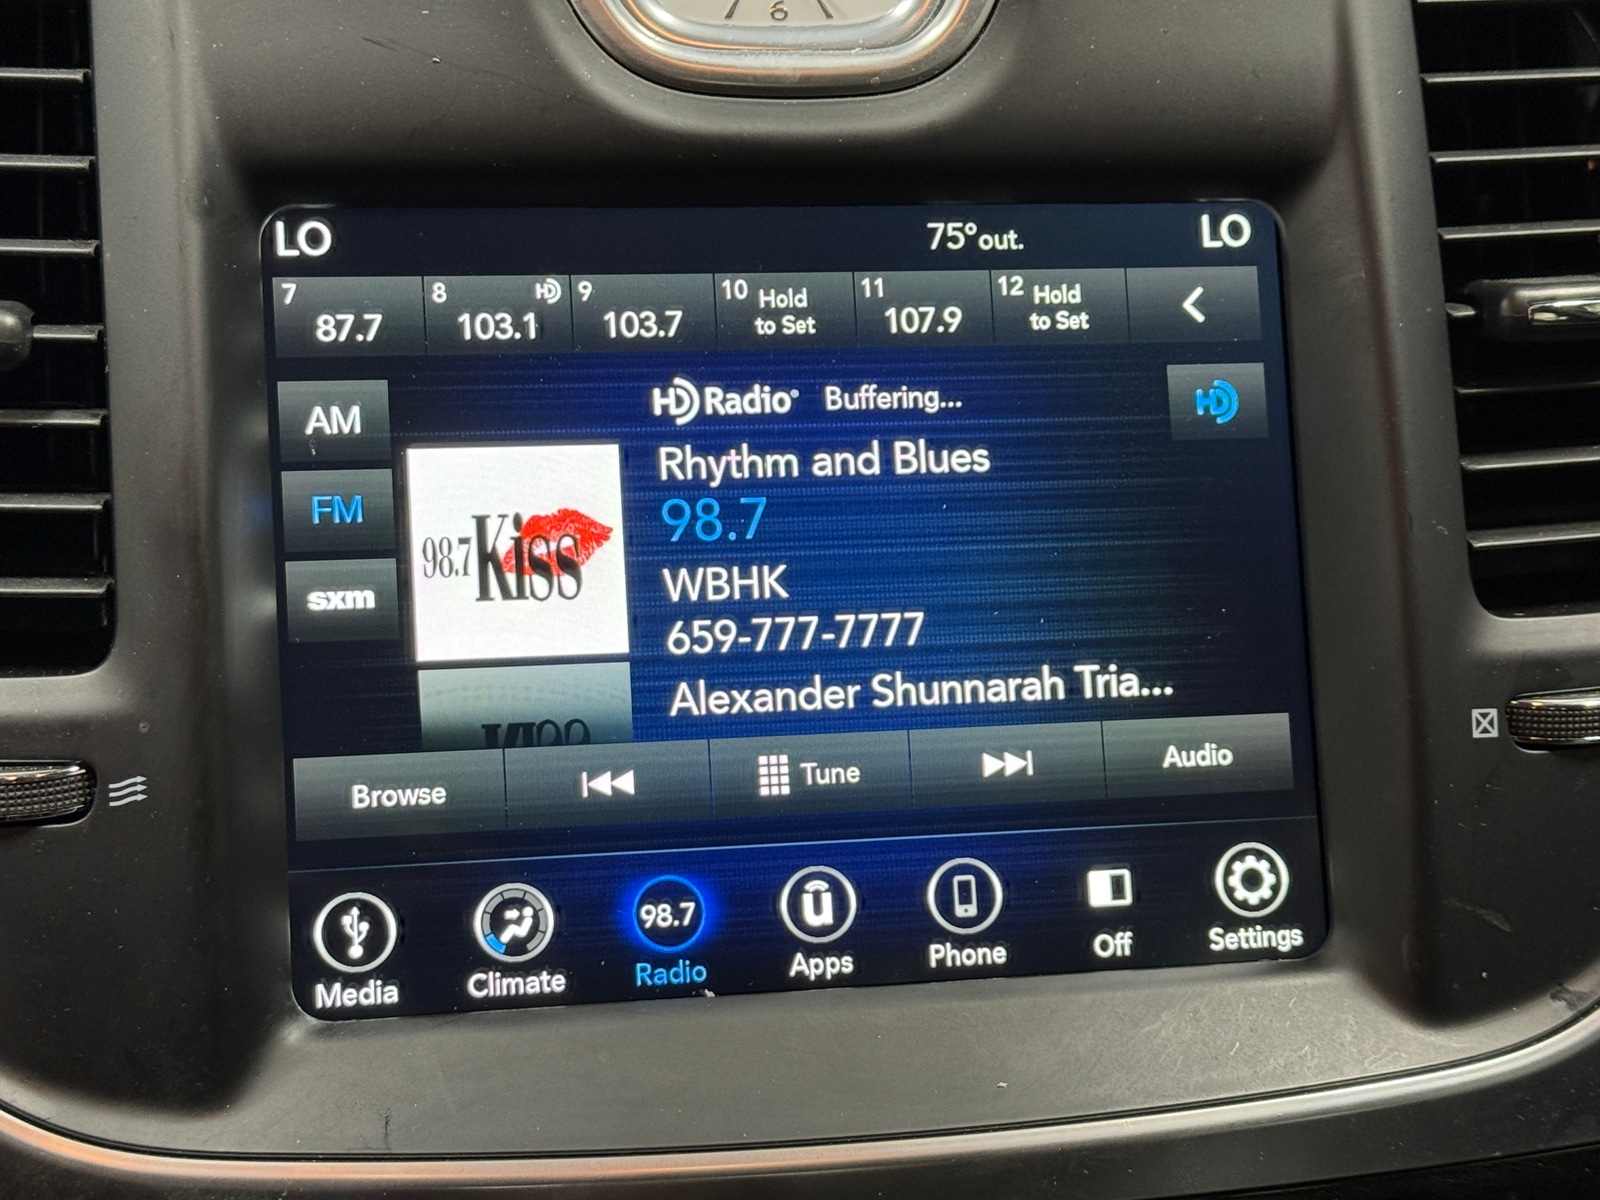 6
LO 75° out. LO
7 87.7 8 HD 103.1 9 103.7 10 Hold to Set 11 107.9 12 Hold to Set
AM
HD Radio® Buffering...
HD
Rhythm and Blues
FM
98.7
98.7 Kiss
WBHK
sxm
659-777-7777
Alexander Shunnarah Tria...
Browse Tune Audio
98.7
u
Media Climate Radio Apps Phone Off Settings